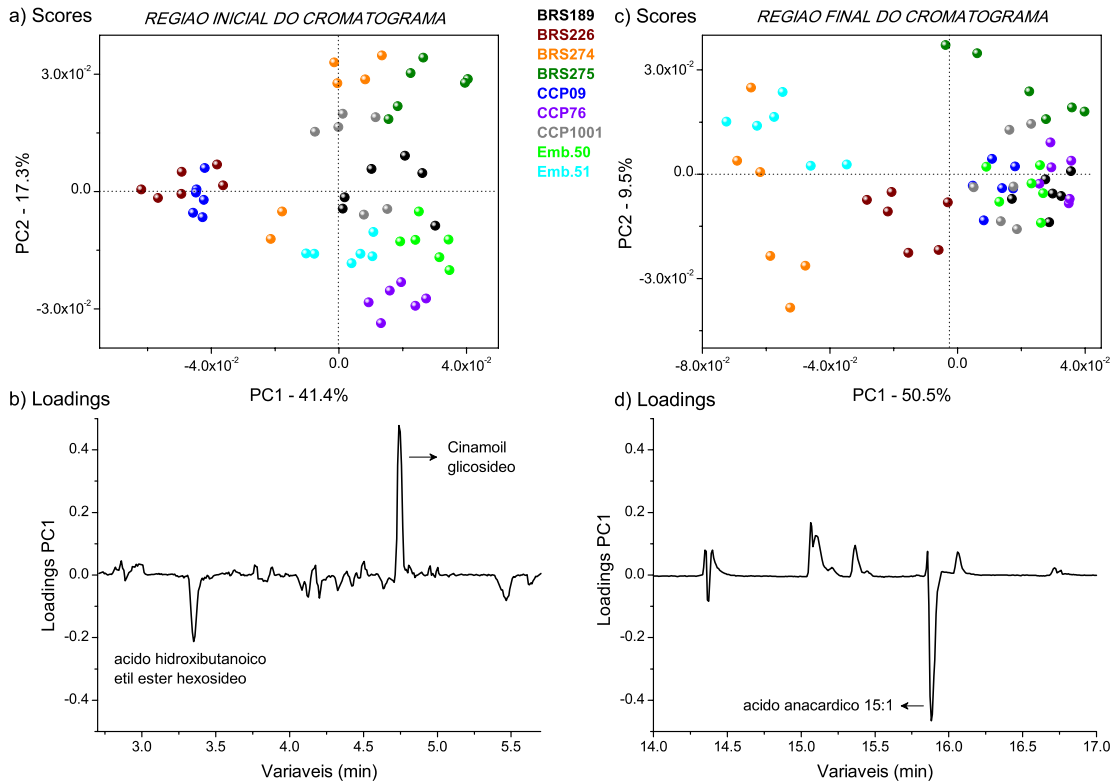 a) Scores
REGIAO INICIAL DO CROMATOGRAMA
3.0x10-2
0.0
-3.0x10-2
PC2 - 17.3%
-4.0x10-2
0.0
4.0x10-2
PC1 - 41.4%
BRS189
BRS226
BRS274
BRS275
CCP09
CCP76
CCP1001
Emb.50
Emb.51
c) Scores
REGIAO FINAL DO CROMATOGRAMA
3.0x10-2
0.0
-3.0x10-2
PC2 - 9.5%
-8.0x10-2
-4.0x10-2
0.0
4.0x10-2
PC1 - 50.5%
b) Loadings
0.4
0.2
0.0
-0.2
-0.4
Loadings PC1
Cinamoil
glicosideo
acido hidroxibutanoico
etil ester hexosideo
3.0
3.5
4.0
4.5
5.0
5.5
Variaveis (min)
d) Loadings
0.4
0.2
0.0
-0.2
-0.4
Loadings PC1
acido anacardico 15:1
14.0
14.5
15.0
15.5
16.0
16.5
17.0
Variaveis (min)